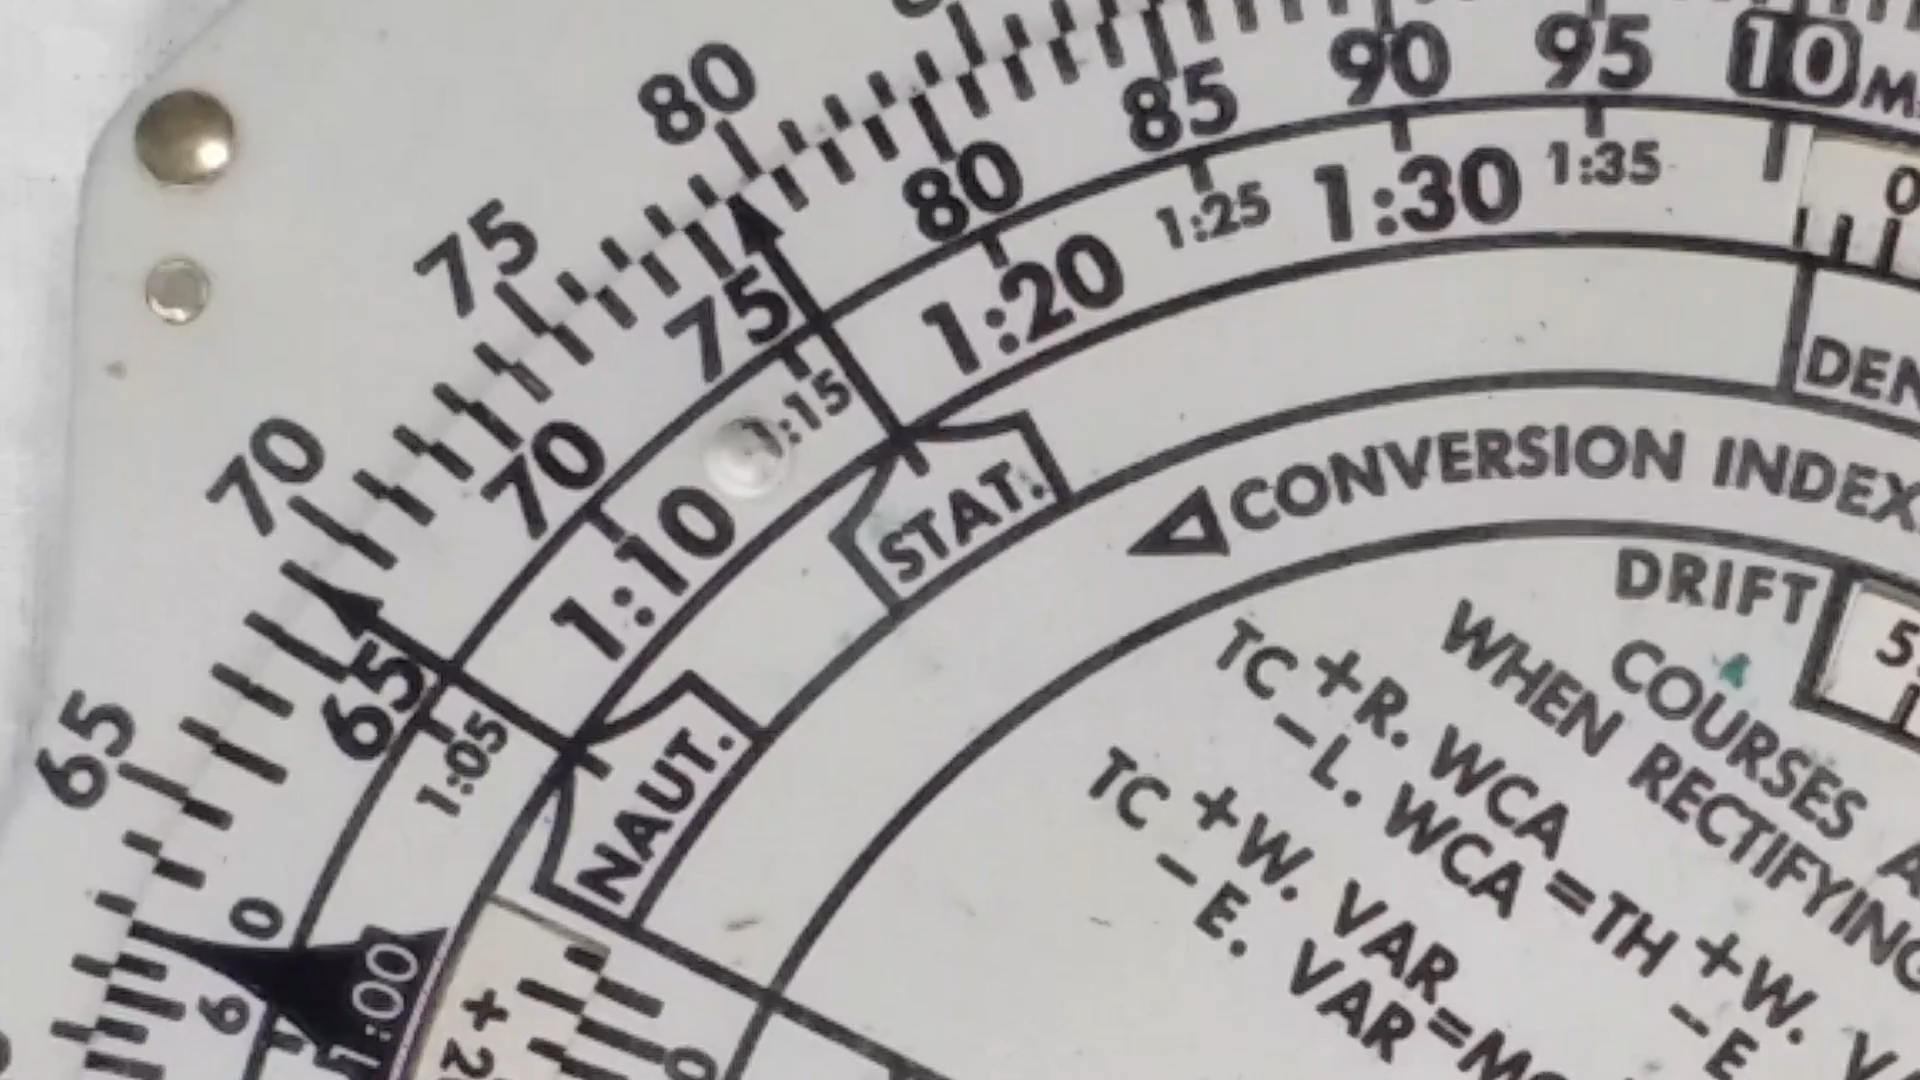 80
75
70
65
80 85 90 95 10
75
70
65
60
1:20 1:25 1:30 1:35
1:15
1:10
1:05
1:00
STAT.
NAUT.
CONVERSION INDEX
DRIFT
COURSES
WHEN RECTIFYING
TC +R. WCA
-L. WCA =TH +W.
-E
TC +W. VAR
-E. VAR